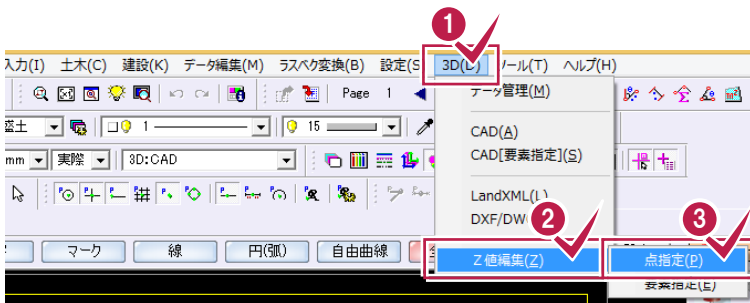 1
入力(I) 土木(C) 建設(K) データ編集(M) ラスベク変換(B) 設定(S 3D(D) ツール(T) ヘルプ(H)
Page 1
データ管理(M)
盛土 1 15
CAD(A)
mm 実際 3D:CAD
CAD[要素指定](S)
LandXML(L)
DXF/DW
2 3
マーク 線 円(弧) 自由曲線
Z値編集(Z) 点指定(P)
要素指定(E)